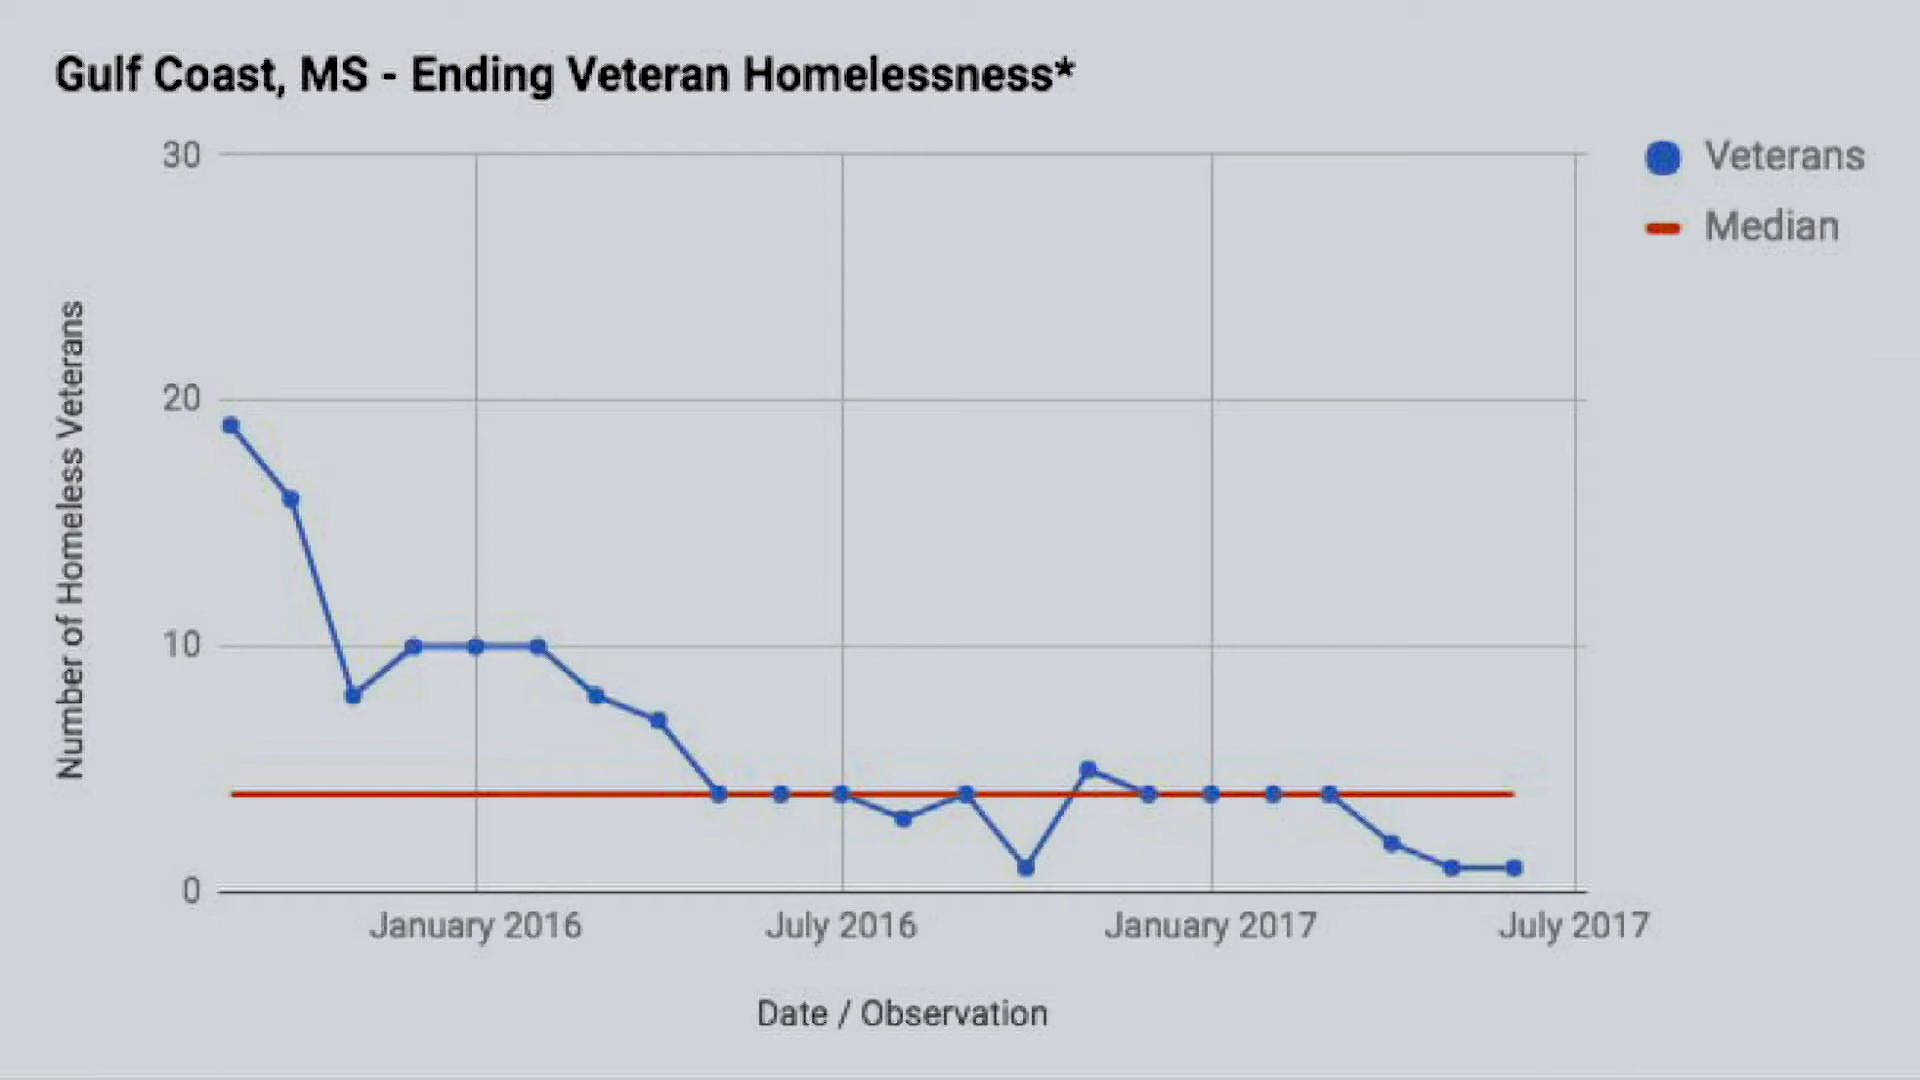 Gulf Coast, MS - Ending Veteran Homelessness*
30
20
10
0
Number of Homeless Veterans
January 2016
July 2016
January 2017
July 2017
Date / Observation
Veterans
Median